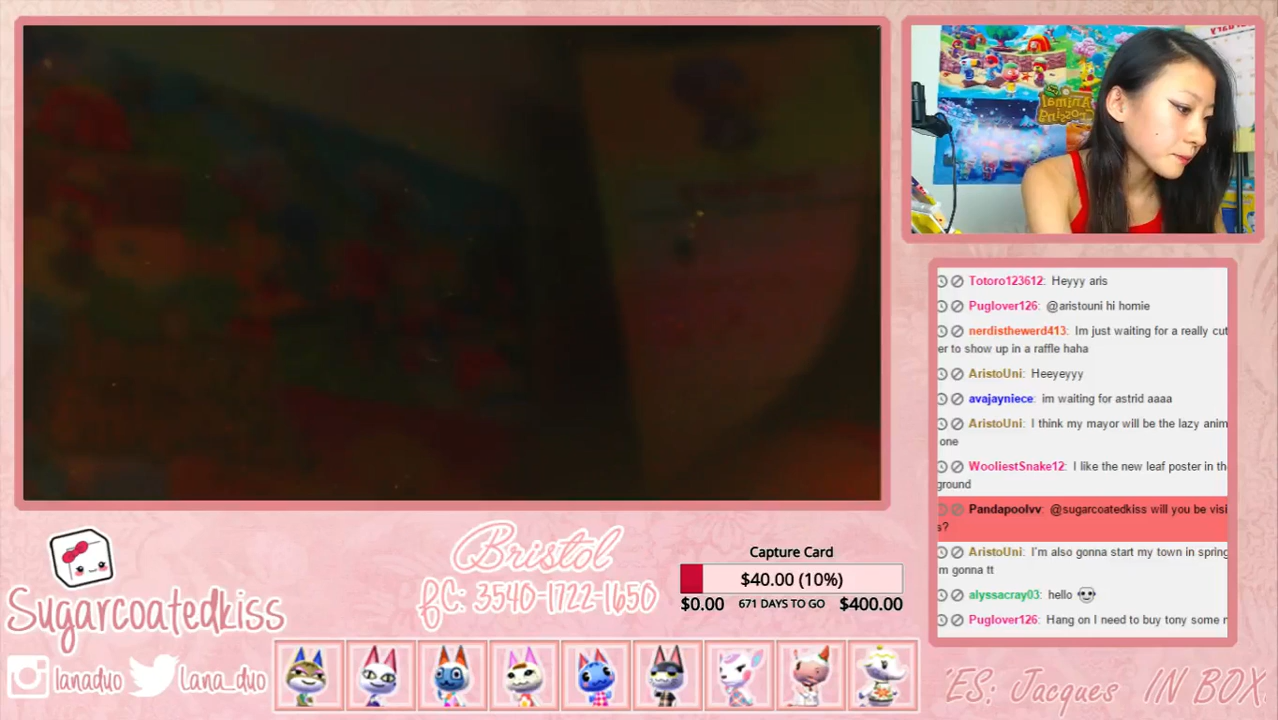 Totoro123612: Heyyy aris
Puglover126: @aristouni hi homie
nerdisthewerd413: Im just waiting for a really cut
er to show up in a raffle haha
AristoUni: Heeyeyyy
avajayniece: im waiting for astrid aaaa
AristoUni: I think my mayor will be the lazy anim
one
WooliestSnake12: I like the new leaf poster in th
ground
Pandapoolvv: @sugarcoatedkiss will you be visi
s?
AristoUni: I'm also gonna start my town in spring
m gonna tt
alyssacray03: hello
Puglover126: Hang on I need to buy tony some
Animal
Crossing
Bristol
FC: 3540-1722-1650
Capture Card
$40.00 (10%)
$0.00 671 DAYS TO GO $400.00
Sugarcoatedkiss
lanaduo Lana_duo
ES: Jacques IN BOX